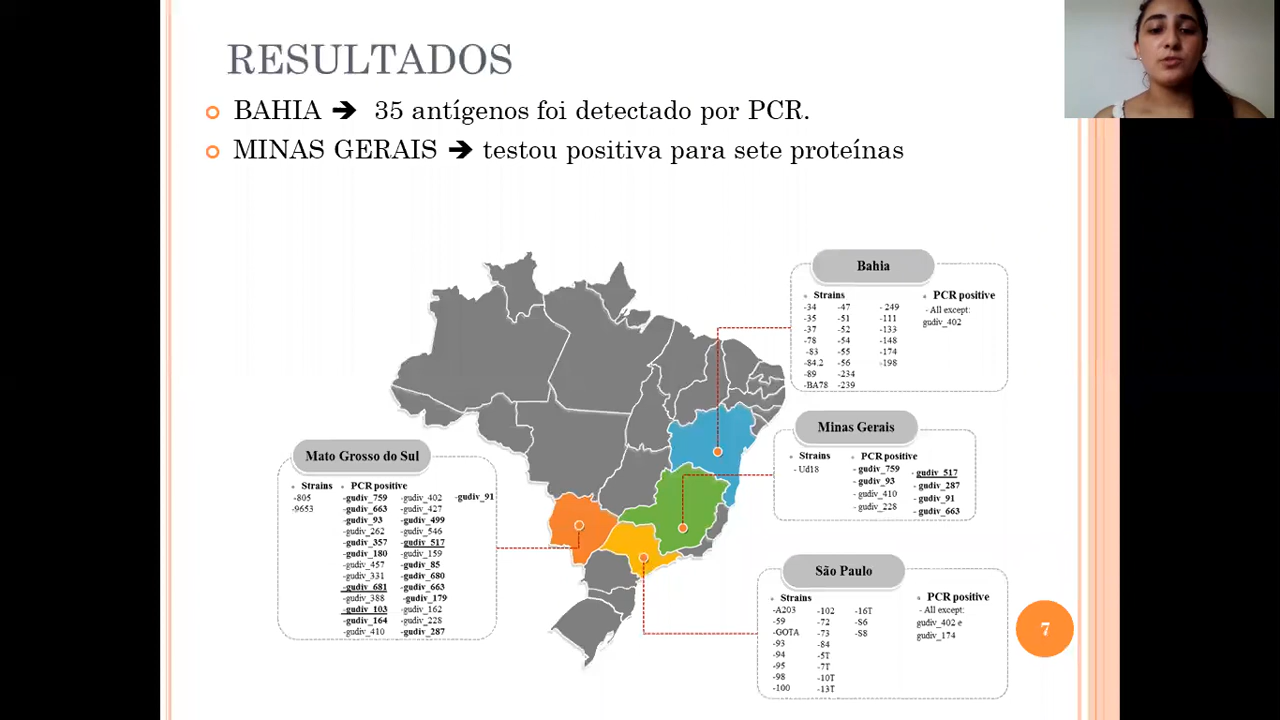 RESULTADOS
BAHIA ➔ 35 antígenos foi detectado por PCR.
MINAS GERAIS ➔ testou positiva para sete proteínas
Bahia
Strains
-34 -47 - 249
-35 -51 -111
-37 -52 -133
-78 -54 -148
-83 -55 -174
-84.2 -56 -198
-89 -234
-BA78 -239
PCR positive
- All except:
gudiv_402
Minas Gerais
Strains
- Ud18
PCR positive
- gudiv_759
- gudiv_93
- gudiv_410
- gudiv_228
- gudiv_517
- gudiv_287
- gudiv_91
- gudiv_663
Mato Grosso do Sul
Strains
-805
-9653
PCR positive
-gudiv_759 -gudiv_402 -gudiv_91
-gudiv_663 -gudiv_427
-gudiv_93 -gudiv_499
-gudiv_262 -gudiv_546
-gudiv_357 -gudiv_517
-gudiv_180 -gudiv_159
-gudiv_457 -gudiv_85
-gudiv_331 -gudiv_680
-gudiv_681 -gudiv_663
-gudiv_388 -gudiv_179
-gudiv_103 -gudiv_162
-gudiv_164 -gudiv_228
-gudiv_410 -gudiv_287
São Paulo
Strains
-A203 -102 -16T
-59 -72 -S6
-GOTA -73 -S8
-93 -84
-94 -5T
-95 -7T
-98 -10T
-100 -13T
PCR positive
- All except:
gudiv_402 e
gudiv_174
7